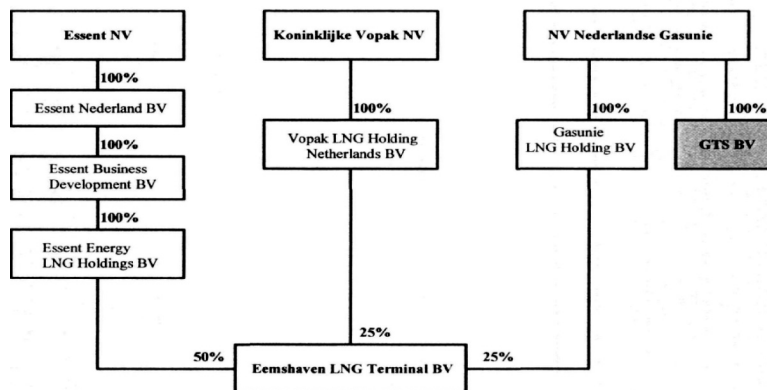 Essent NV
Koninklijke Vopak NV
NV Nederlandse Gasunie
100%
Essent Nederland BV
100%
100%
100%
Vopak LNG Holding
Netherlands BV
Gasunie
LNG Holding BV
GTS BV
100%
Essent Business
Development BV
100%
Essent Energy
LNG Holdings BV
25%
50%
Eemshaven LNG Terminal BV
25%